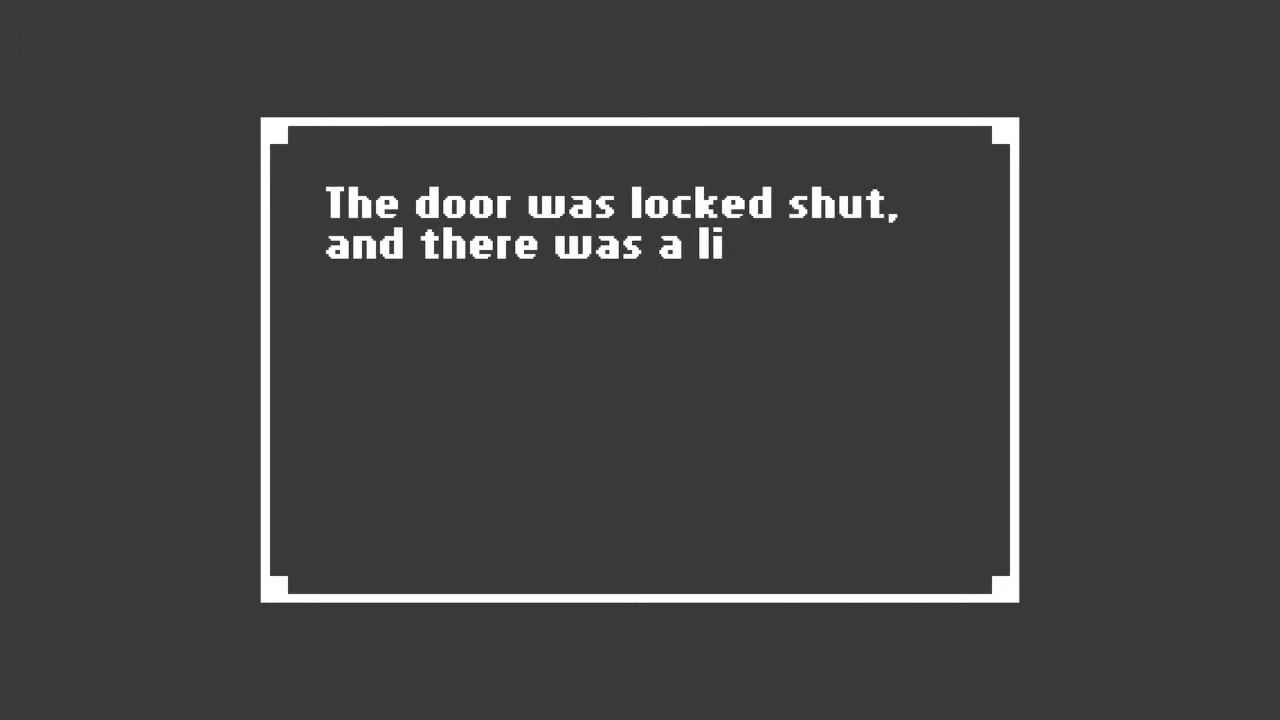 The door was locked shut,
and there was a li